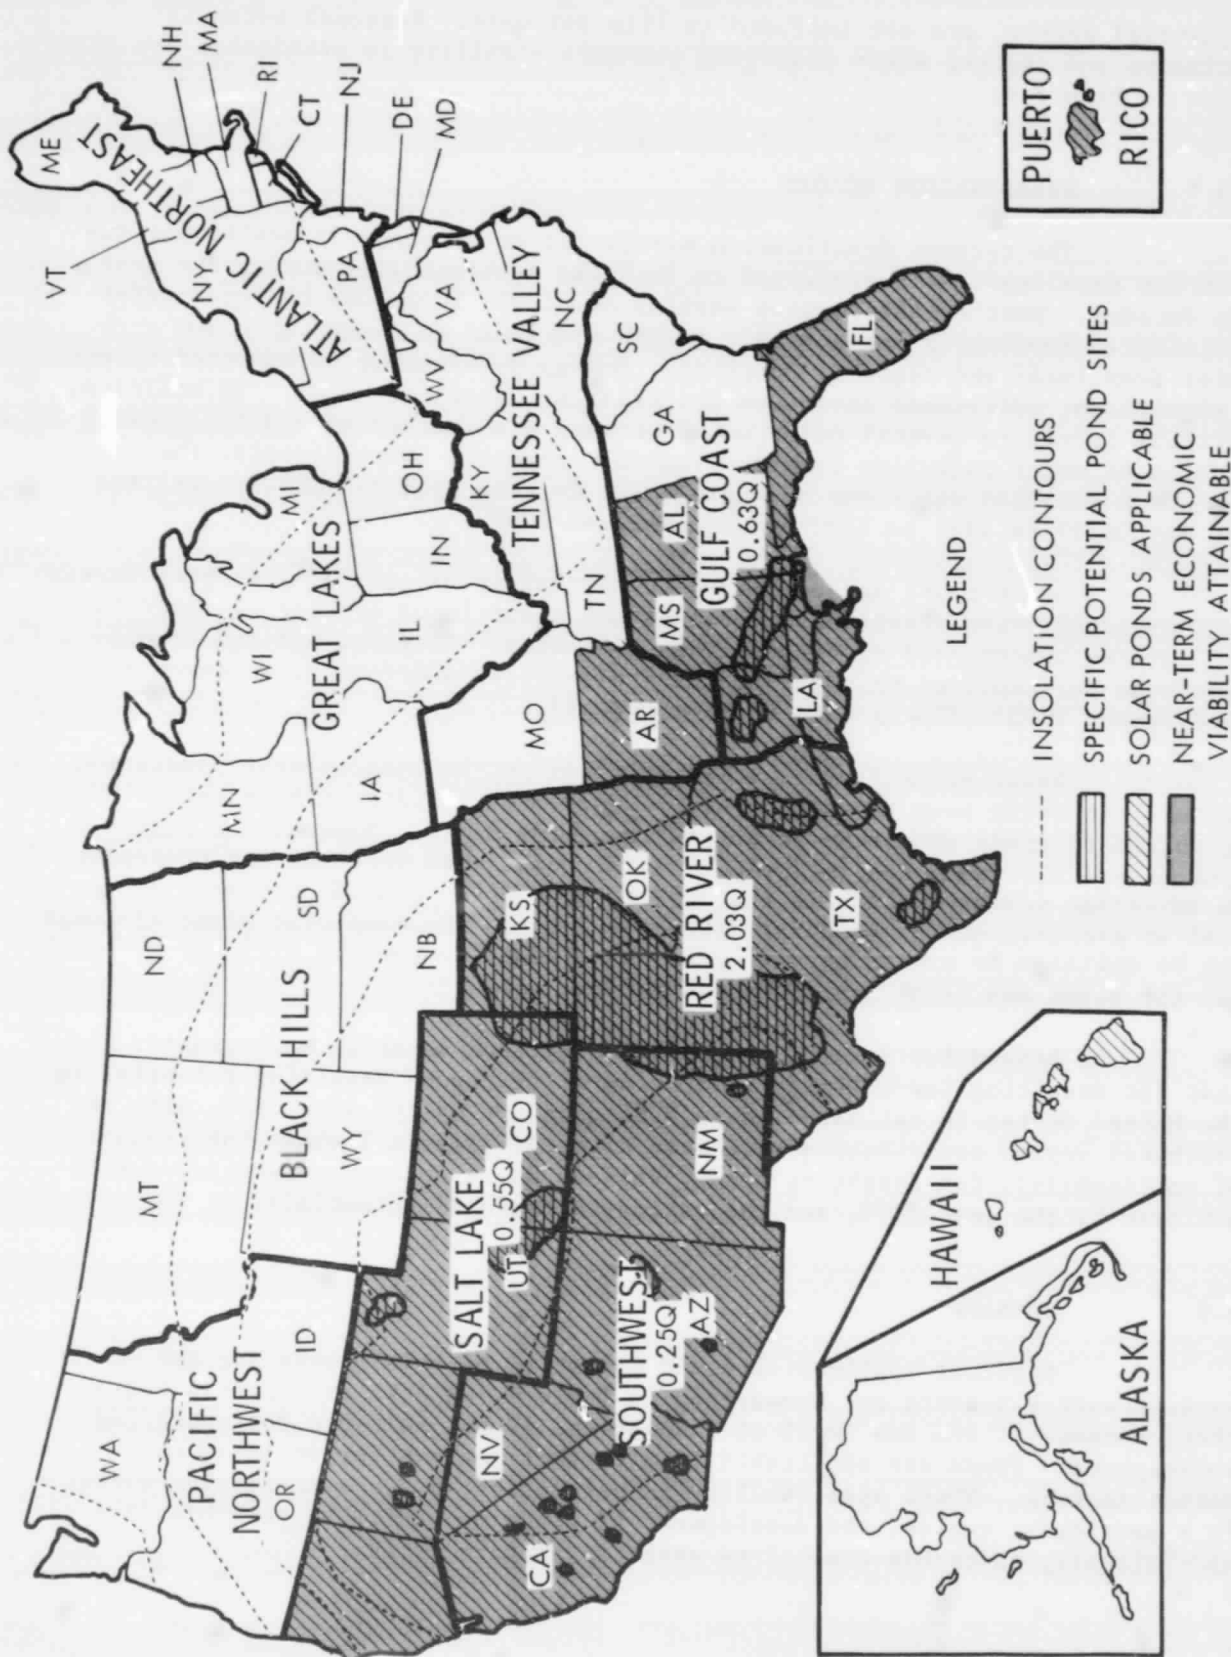 WA
MT
ND
MN
ME
VT
NH
MA
RI
CT
NJ
DE
MD
NY
ATLANTIC NORTHEAST
PA
PACIFIC
NORTHWEST
OR
ID
BLACK HILLS
WY
SD
NB
WI
GREAT LAKES
MI
IA
IL
IN
OH
WV
VA
KY
TENNESSEE VALLEY
NC
TN
SC
MO
SALT LAKE
UT
0.55Q
CO
KS
NV
CA
SOUTHWEST
0.25Q
AZ
NM
OK
RED RIVER
2.03Q
TX
AR
MS
AL
GA
GULF COAST
0.63Q
LA
FL
ALASKA
HAWAII
LEGEND
INSOLATION CONTOURS
SPECIFIC POTENTIAL POND SITES
SOLAR PONDS APPLICABLE
NEAR-TERM ECONOMIC
VIABILITY ATTAINABLE
PUERTO
RICO